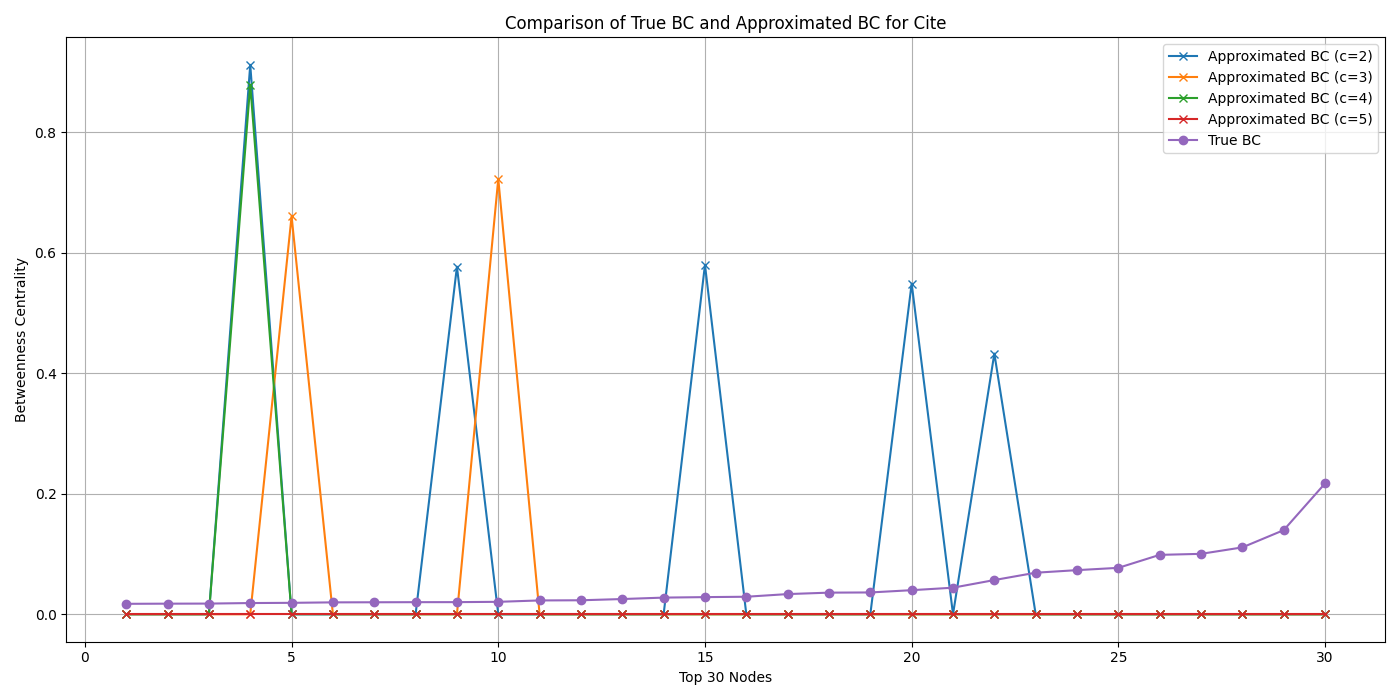 Comparison of True BC and Approximated BC for Cite
Approximated BC (c=2)
Approximated BC (c=3)
Approximated BC (c=4)
Approximated BC (c=5)
True BC
Betweenness Centrality
0.8
0.6
0.4
0.2
0.0
0 5 10 15 20 25 30
Top 30 Nodes